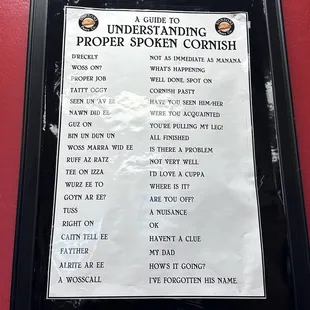 A GUIDE TO
UNDERSTANDING
PROPER SPOKEN CORNISH
D'RECKLY NOT AS IMMEDIATE AS MANANA
WOSS ON? WHAT'S HAPPENING
PROPER JOB WELL DONE, SPOT ON
TATTY OGGY CORNISH PASTY
SEEN UN 'AV EE HAVE YOU SEEN HIM/HER
NAWN DID EE WERE YOU ACQUAINTED
GUZ ON YOU'RE PULLING MY LEG!
BIN UN DUN UN ALL FINISHED
WOSS MARRA WID EE IS THERE A PROBLEM
RUFF AZ RATZ NOT VERY WELL
TEE ON IZZA I'D LOVE A CUPPA
WURZ EE TO WHERE IS IT?
GOYN AR EE? ARE YOU OFF?
TUSS A NUISANCE
RIGHT ON OK
CAITN TELL EE HAVEN'T A CLUE
FAYTHER MY DAD
ALRITE AR EE HOW'S IT GOING?
A WOSSCALL I'VE FORGOTEN HIS NAME.